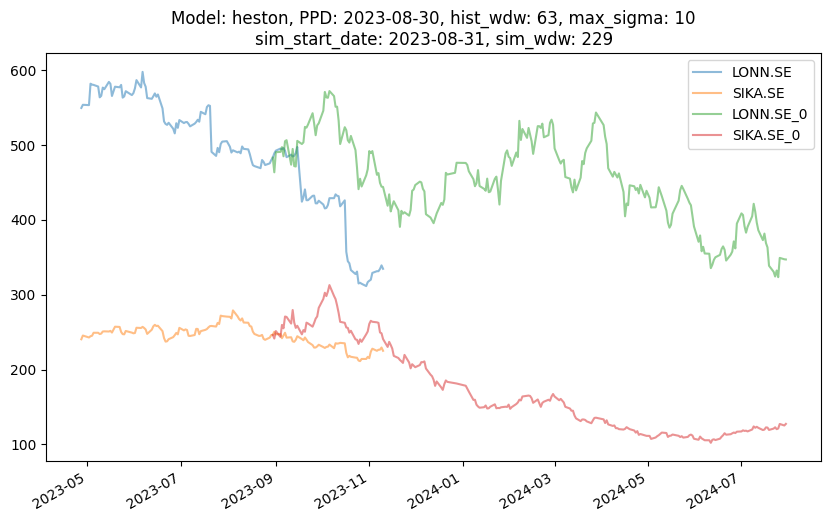 Model: heston, PPD: 2023-08-30, hist_wdw: 63, max_sigma: 10
sim_start_date: 2023-08-31, sim_wdw: 229
LONN.SE
SIKA.SE
LONN.SE_0
SIKA.SE_0
600
500
400
300
200
100
2023-05
2023-07
2023-09
2023-11
2024-01
2024-03
2024-05
2024-07